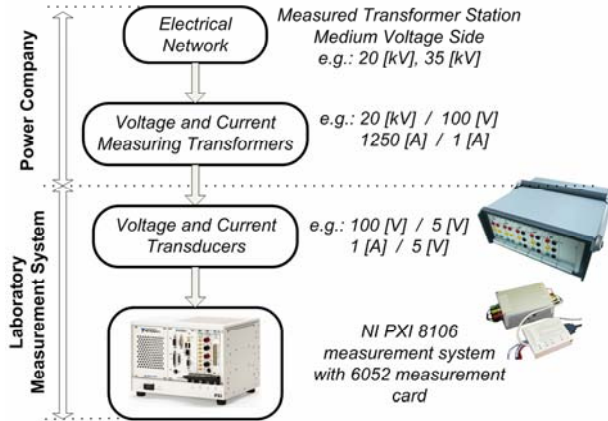 Electrical
Network
Measured Transformer Station
Medium Voltage Side
e.g.: 20 [kV], 35 [kV]
Power Company
Voltage and Current
Measuring Transformers
e.g.: 20 [kV] / 100 [V]
1250 [A] / 1 [A]
Laboratory
Measurement System
Voltage and Current
Transducers
e.g.: 100 [V] / 5 [V]
1 [A] / 5 [V]
NI PXI 8106
measurement system
with 6052 measurement
card